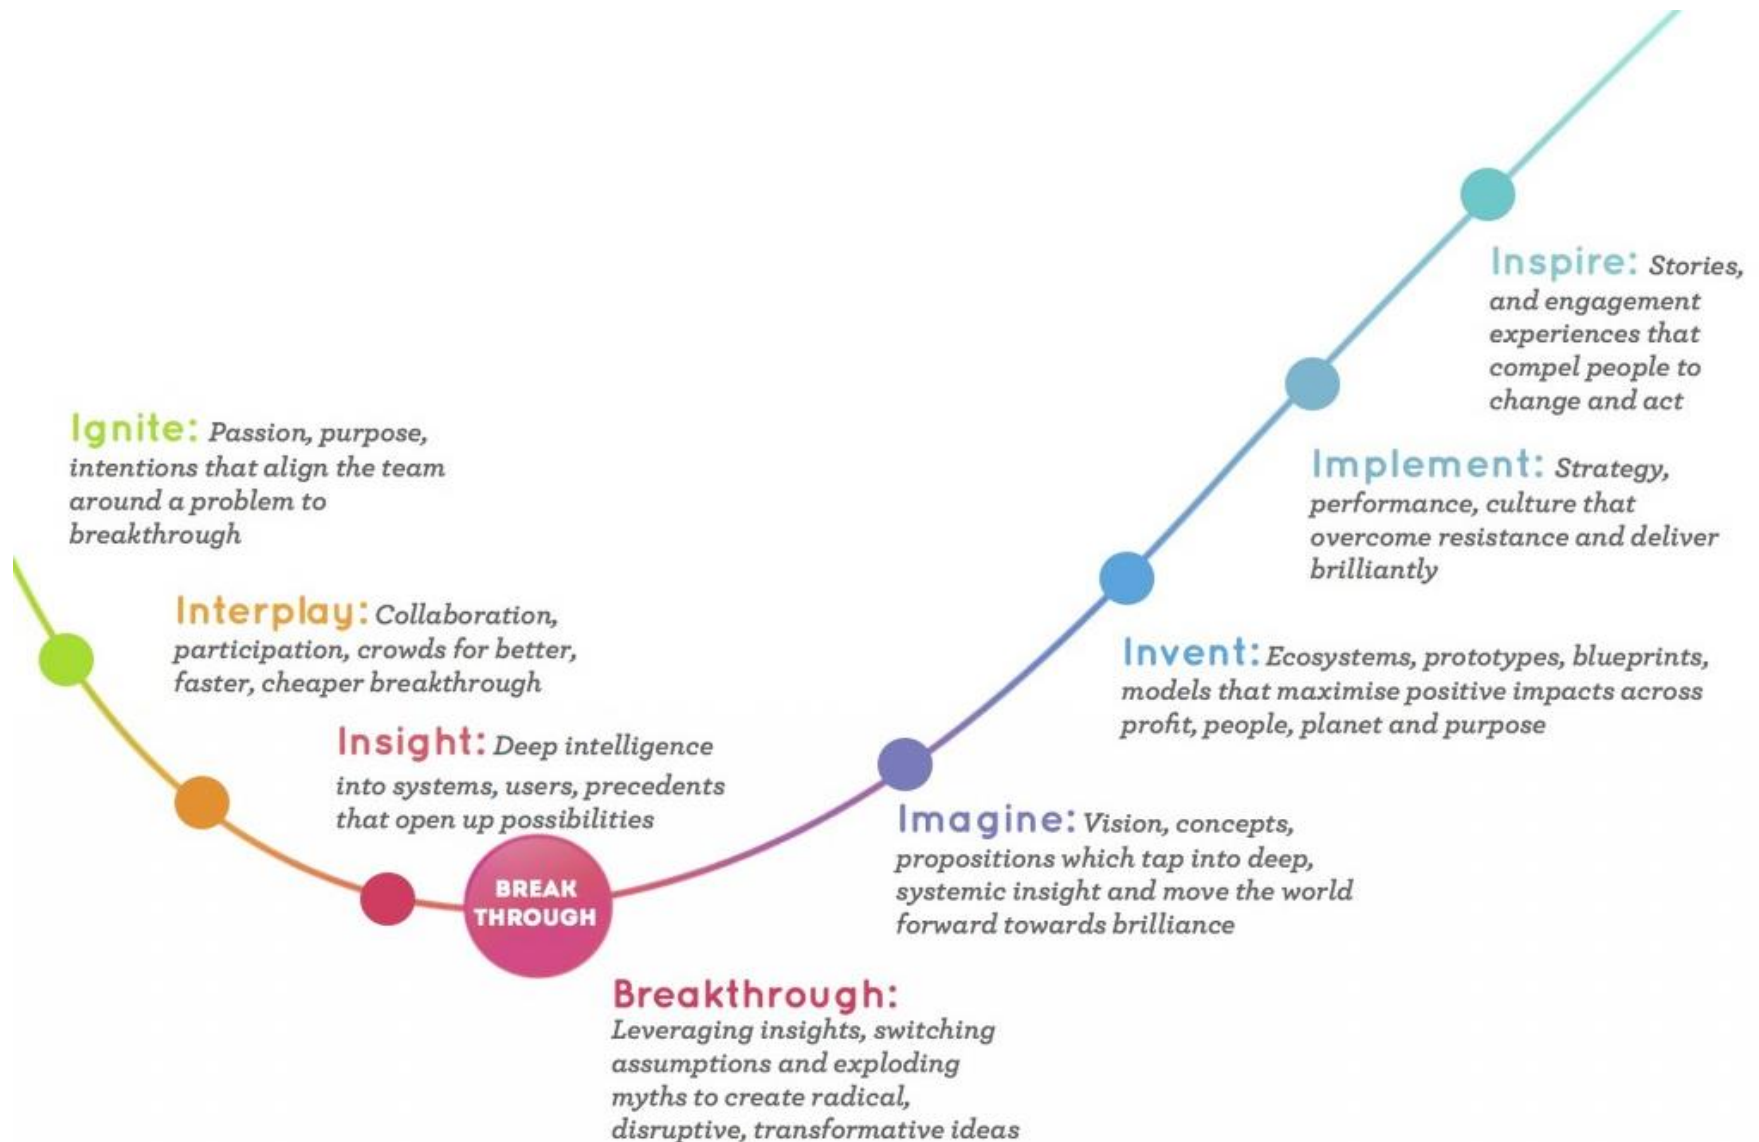 Ignite: Passion, purpose,
intentions that align the team
around a problem to
breakthrough
Interplay: Collaboration,
participation, crowds for better,
faster, cheaper breakthrough
Insight: Deep intelligence
into systems, users, precedents
that open up possibilities
BREAK
THROUGH
Breakthrough:
Leveraging insights, switching
assumptions and exploding
myths to create radical,
disruptive, transformative ideas
Imagine: Vision, concepts,
propositions which tap into deep,
systemic insight and move the world
forward towards brilliance
Invent: Ecosystems, prototypes, blueprints,
models that maximise positive impacts across
profit, people, planet and purpose
Implement: Strategy,
performance, culture that
overcome resistance and deliver
brilliantly
Inspire: Stories,
and engagement
experiences that
compel people to
change and act